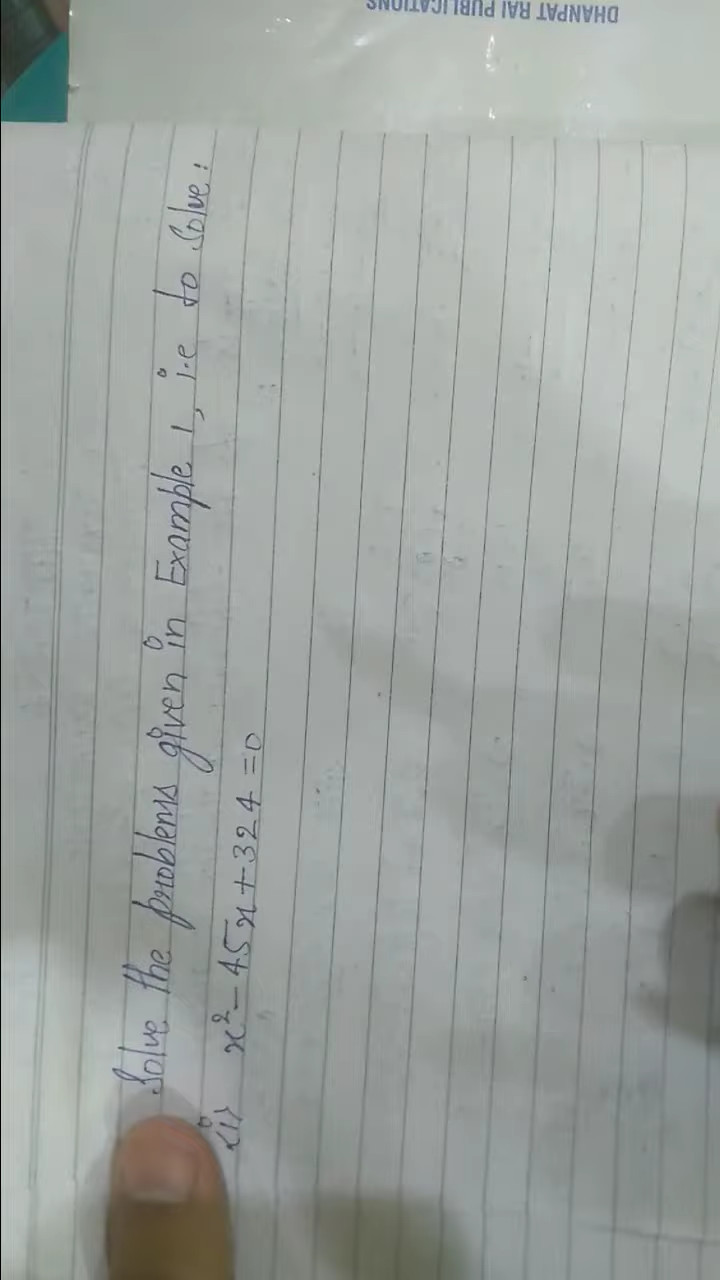 DHANPAT RAI PUBLICATIONS
Solve the problems given in Example 1, i.e to solve:
(i) x² - 45x + 324 = 0